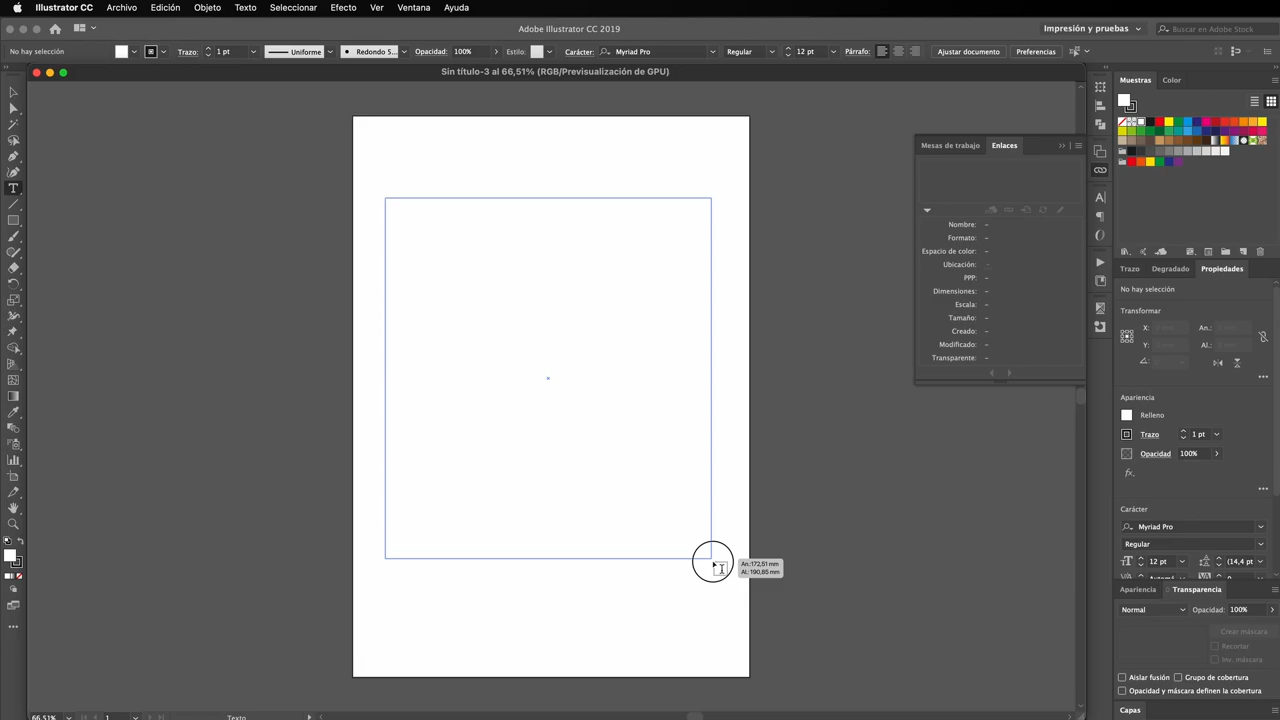 Illustrator CC Archivo Edición Objeto Texto Seleccionar Efecto Ver Ventana Ayuda
Adobe Illustrator CC 2019 Impresión y pruebas Buscar en Adobe Stock
No hay selección Trazo: 1 pt Uniforme Redondo 5... Opacidad: 100% Estilo: Carácter: Myriad Pro Regular 12 pt Párrafo: Ajustar documento Preferencias
Sin título-3 al 66,51% (RGB/Previsualización de GPU)
Muestras Color
Mesas de trabajo Enlaces
Nombre: –
Formato: –
Espacio de color: –
Ubicación: –
PPP: –
Dimensiones: –
Escala: –
Tamaño: –
Creado: –
Modificado: –
Transparente: –
Trazo Degradado Propiedades
No hay selección
Transformar
X: An.:
Y: Al.:
Apariencia
Relleno
Trazo 1 pt
Opacidad 100%
fx.
Carácter
Myriad Pro
Regular
12 pt (14,4 pt
An.:172,51 mm
Al.:190,85 mm
Apariencia Transparencia
Normal Opacidad: 100%
Crear máscara
Recortar
Inv. máscara
Aislar fusión Grupo de cobertura
Opacidad y máscara definen la cobertura
Capas
66,51% 1 Texto